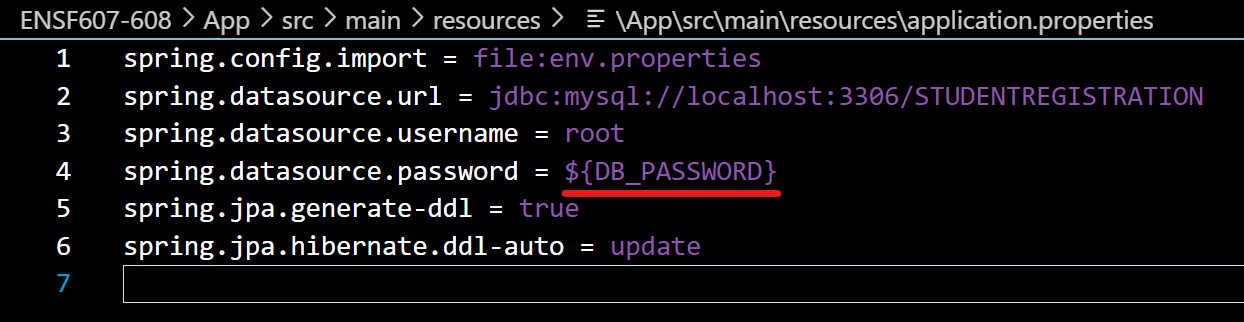 ENSF607-608 > App > src > main > resources > \App\src\main\resources\application.properties
1 spring.config.import = file:env.properties
2 spring.datasource.url = jdbc:mysql://localhost:3306/STUDENTREGISTRATION
3 spring.datasource.username = root
4 spring.datasource.password = ${DB_PASSWORD}
5 spring.jpa.generate-ddl = true
6 spring.jpa.hibernate.ddl-auto = update
7